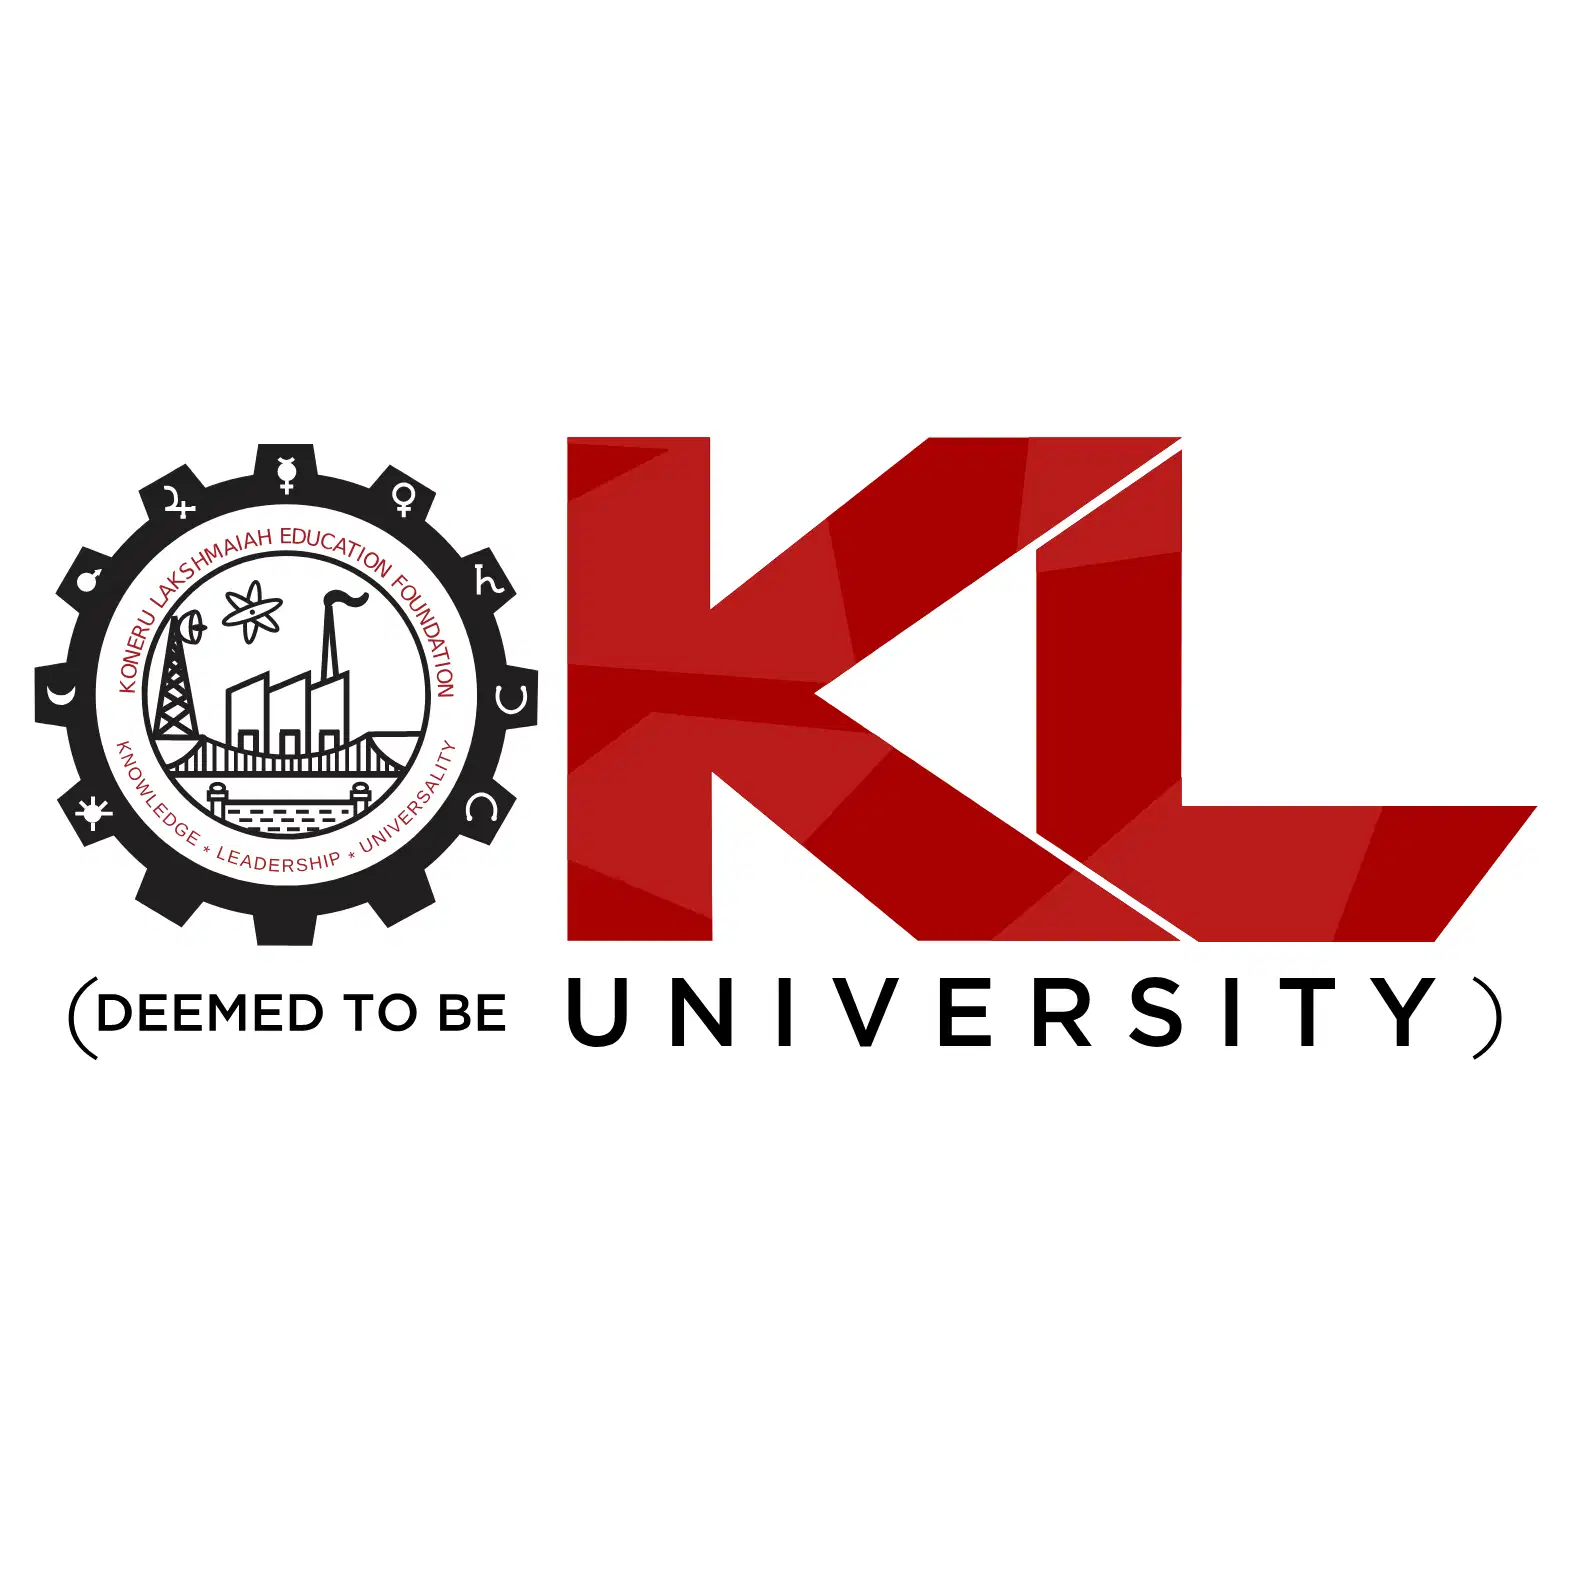 KONERU LAKSHMAIAH EDUCATION FOUNDATION
KNOWLEDGE * LEADERSHIP * UNIVERSALITY
KL
(DEEMED TO BE UNIVERSITY)